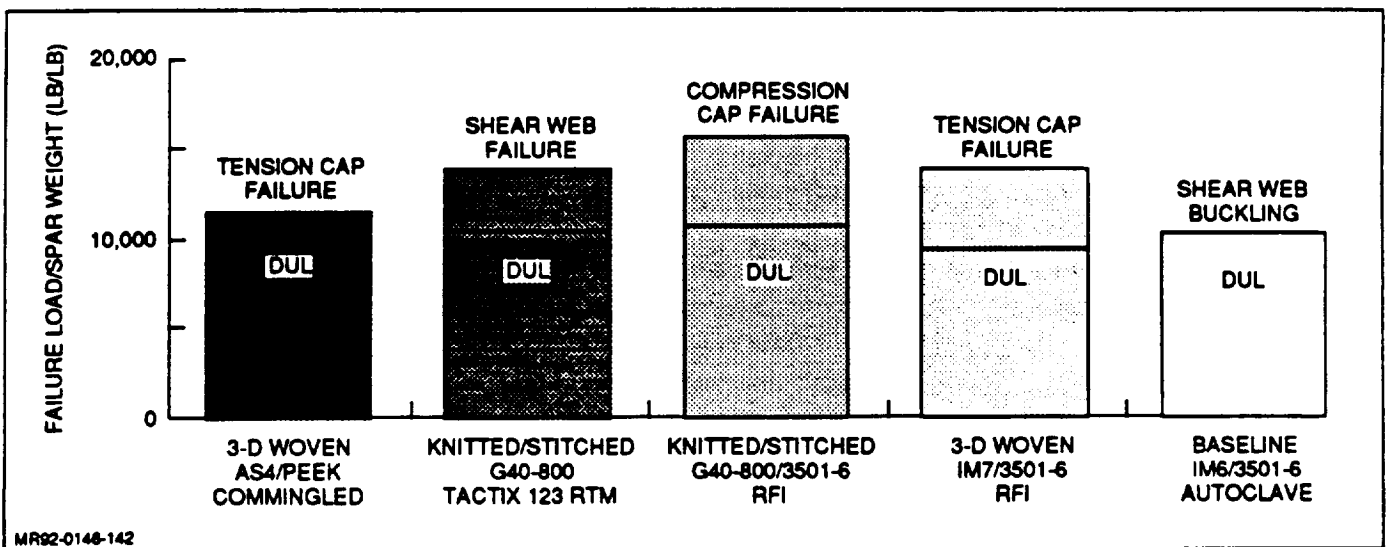 FAILURE LOAD/SPAR WEIGHT (LB/LB)
20,000
10,000
0
TENSION CAP
FAILURE
DUL
3-D WOVEN
AS4/PEEK
COMMINGLED
SHEAR WEB
FAILURE
DUL
KNITTED/STITCHED
G40-800
TACTIX 123 RTM
COMPRESSION
CAP FAILURE
DUL
KNITTED/STITCHED
G40-800/3501-6
RFI
TENSION CAP
FAILURE
DUL
3-D WOVEN
IM7/3501-6
RFI
SHEAR WEB
BUCKLING
DUL
BASELINE
IM6/3501-6
AUTOCLAVE
MR92-0146-142